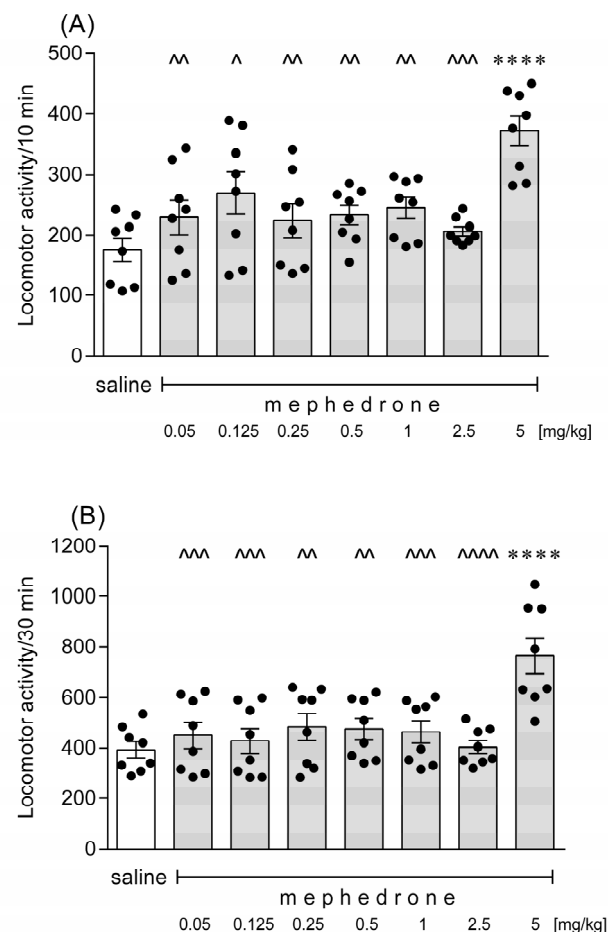 (A)
Locomotor activity/10 min
500
400
300
200
100
0
^^ ^ ^^ ^^ ^^ ^^^ ****
saline
mephedrone
0.05 0.125 0.25 0.5 1 2.5 5 [mg/kg]
(B)
Locomotor activity/30 min
1200
1000
800
600
400
200
0
^^^ ^^^ ^^ ^^ ^^^ ^^^^ ****
saline
mephedrone
0.05 0.125 0.25 0.5 1 2.5 5 [mg/kg]